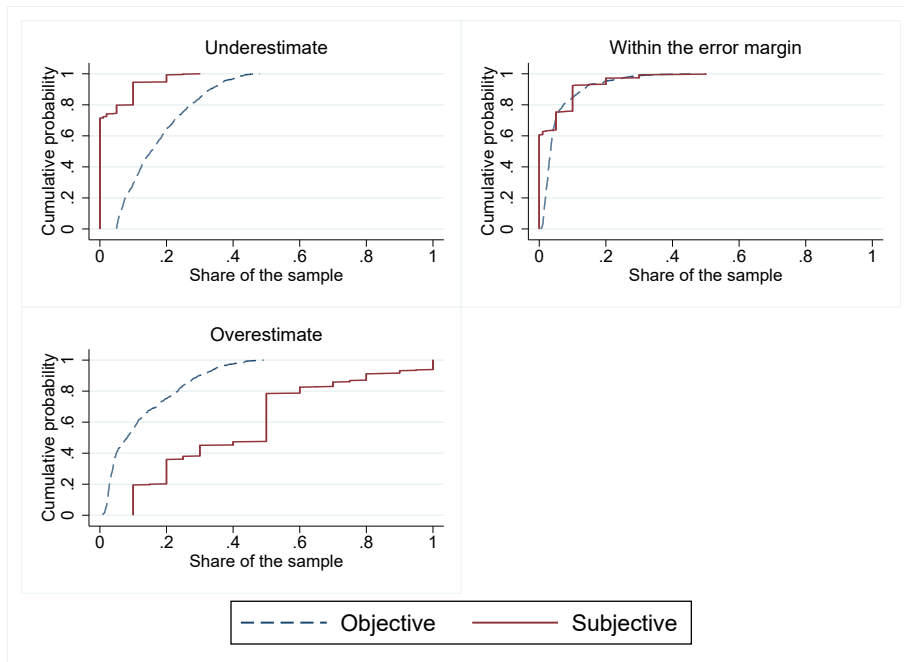 Underestimate
Cumulative probability
0 .2 .4 .6 .8 1
0 .2 .4 .6 .8 1
Share of the sample
Within the error margin
Cumulative probability
0 .2 .4 .6 .8 1
0 .2 .4 .6 .8 1
Share of the sample
Overestimate
Cumulative probability
0 .2 .4 .6 .8 1
0 .2 .4 .6 .8 1
Share of the sample
Objective Subjective